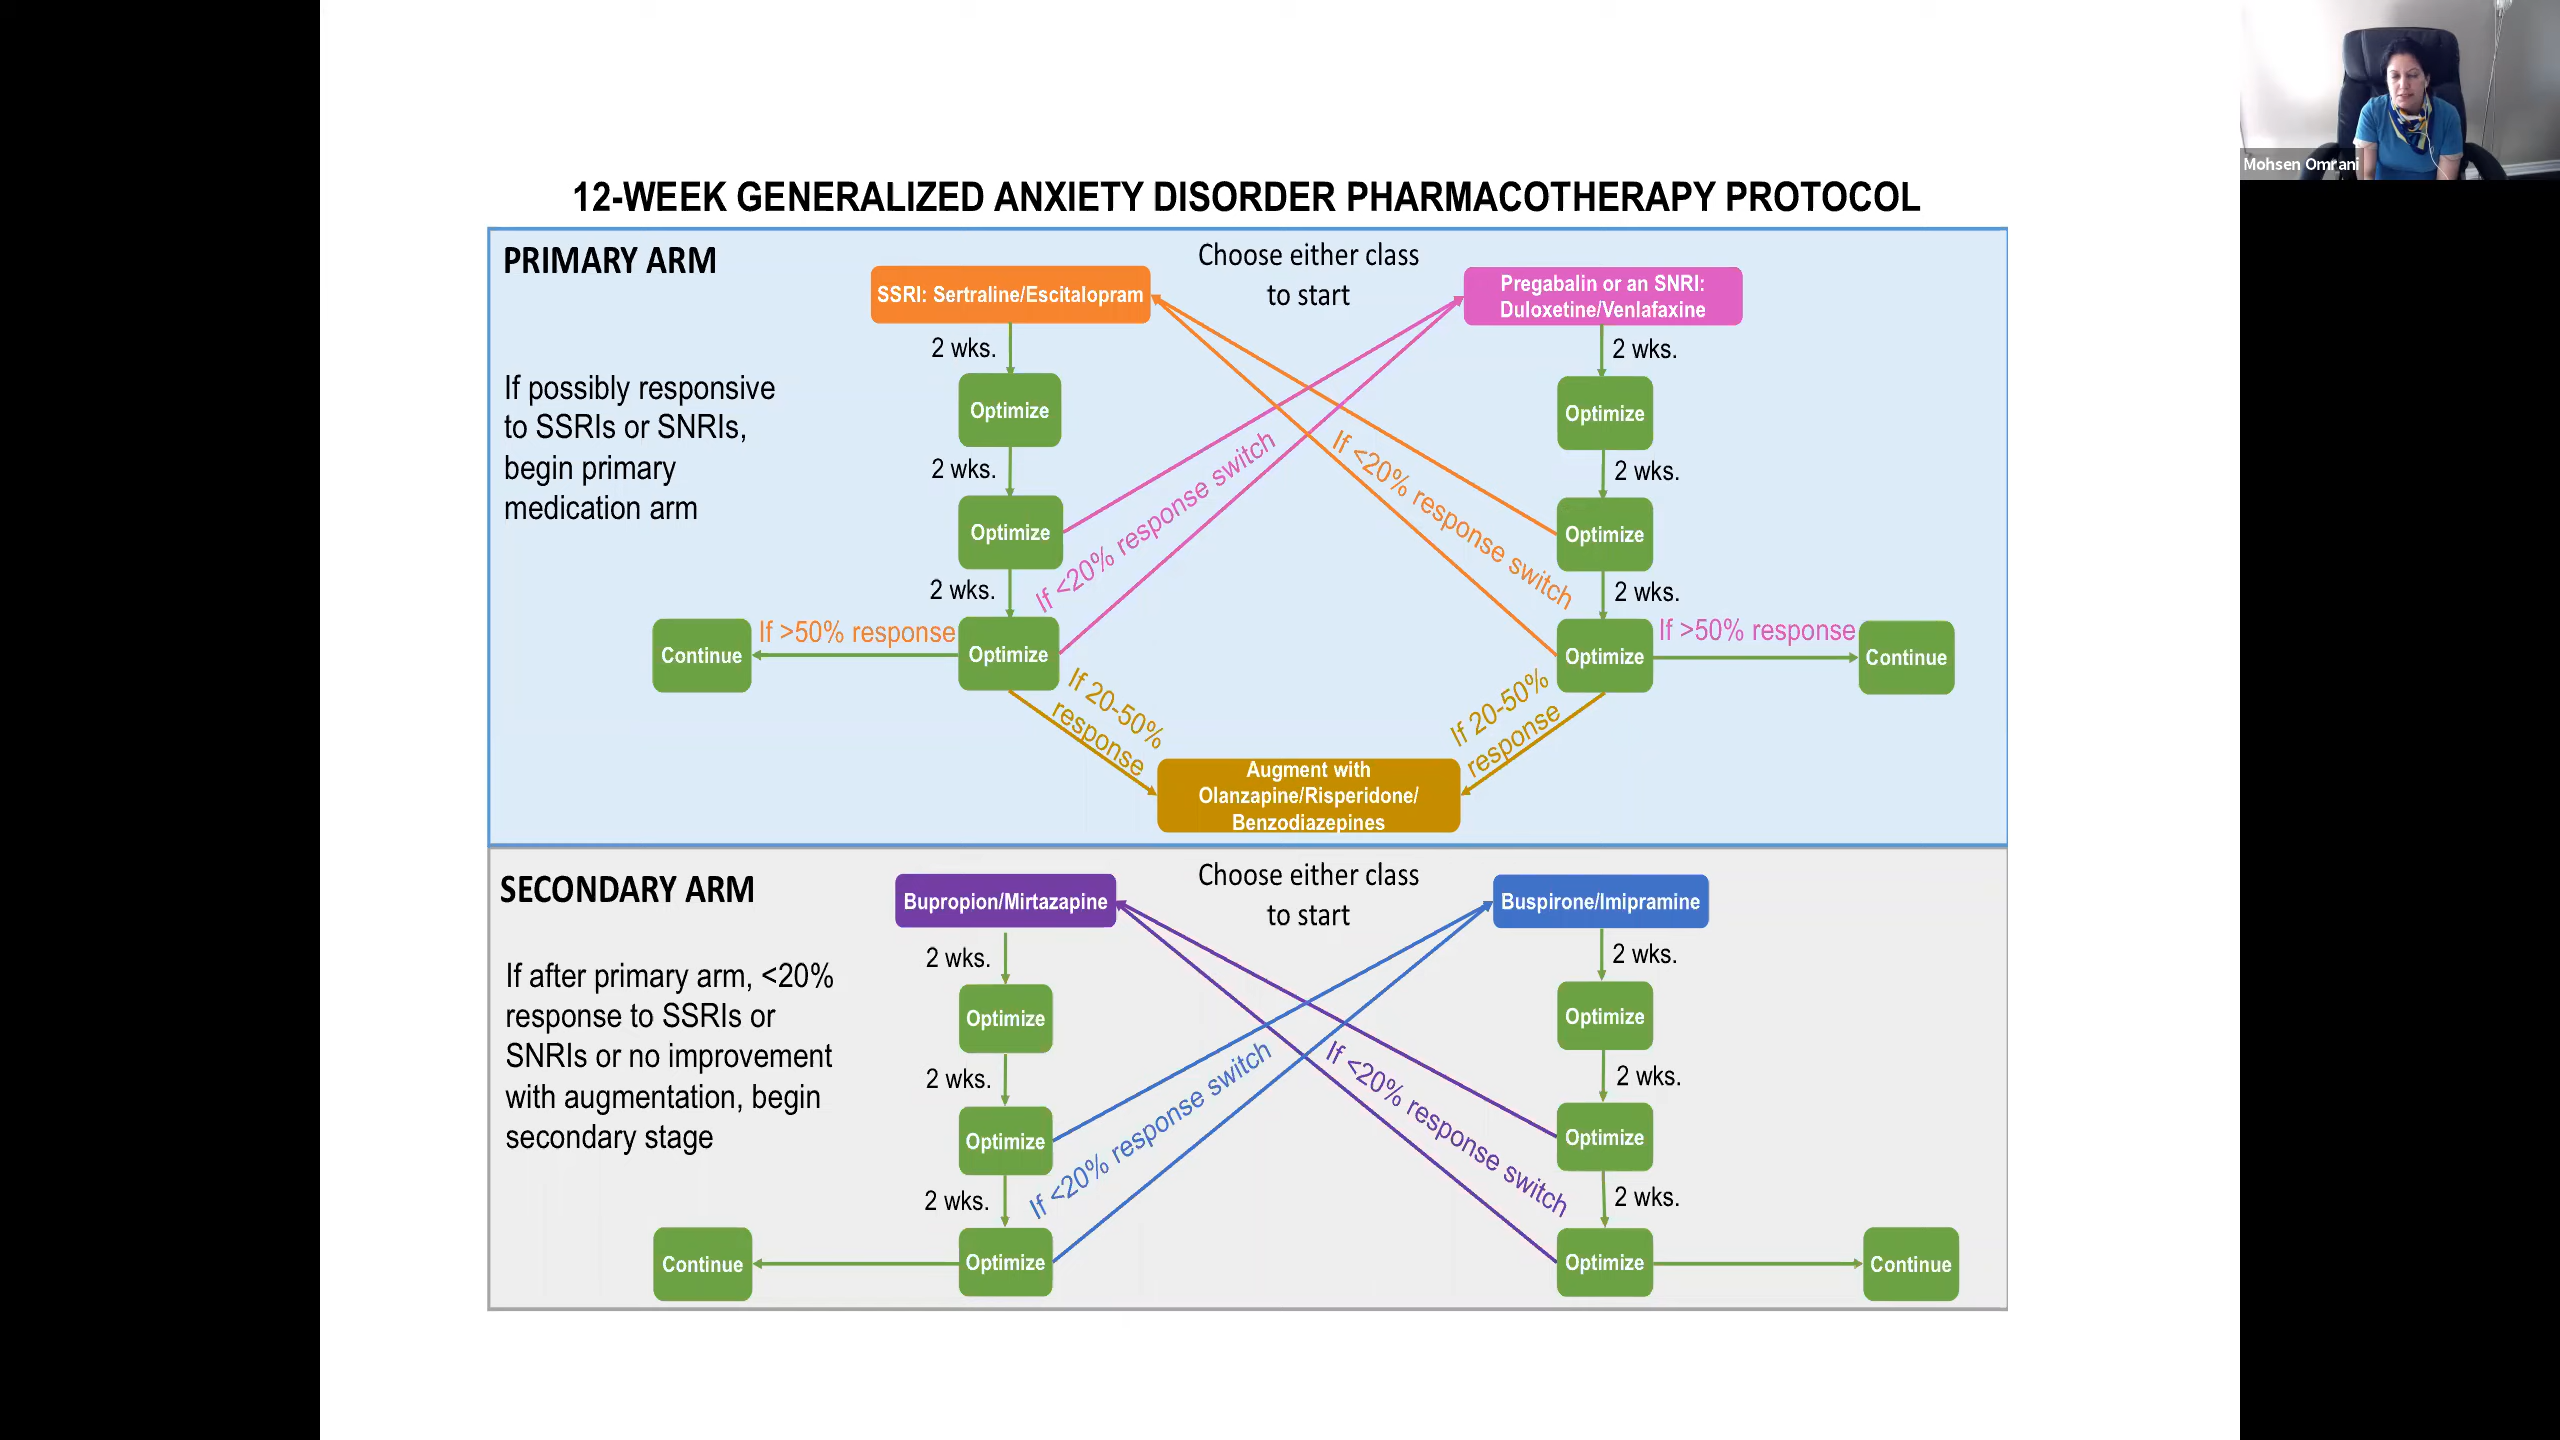 Mohsen Omrani
12-WEEK GENERALIZED ANXIETY DISORDER PHARMACOTHERAPY PROTOCOL
PRIMARY ARM
Choose either class
to start
SSRI: Sertraline/Escitalopram
Pregabalin or an SNRI:
Duloxetine/Venlafaxine
2 wks.
2 wks.
If possibly responsive
to SSRIs or SNRIs,
begin primary
medication arm
Optimize
Optimize
2 wks.
2 wks.
If <20% response switch
If <20% response switch
Optimize
Optimize
2 wks.
2 wks.
Continue
If >50% response
Optimize
Optimize
If >50% response
Continue
If 20-50%
response
If 20-50%
response
Augment with
Olanzapine/Risperidone/
Benzodiazepines
SECONDARY ARM
Choose either class
to start
Bupropion/Mirtazapine
Buspirone/Imipramine
2 wks.
2 wks.
If after primary arm, <20%
response to SSRIs or
SNRIs or no improvement
with augmentation, begin
secondary stage
Optimize
Optimize
2 wks.
2 wks.
If <20% response switch
If <20% response switch
Optimize
Optimize
2 wks.
2 wks.
Continue
Optimize
Optimize
Continue